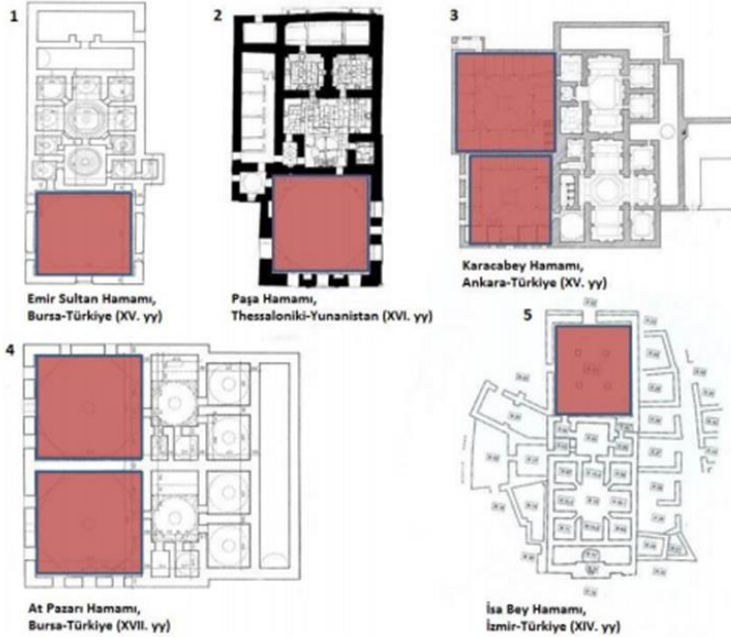 1
2
3
Emir Sultan Hamamı,
Bursa-Türkiye (XV. yy)
Paşa Hamamı,
Thessaloniki-Yunanistan (XVI. yy)
Karacabey Hamamı,
Ankara-Türkiye (XV. yy)
4
5
At Pazarı Hamamı,
Bursa-Türkiye (XVII. yy)
İsa Bey Hamamı,
İzmir-Türkiye (XIV. yy)